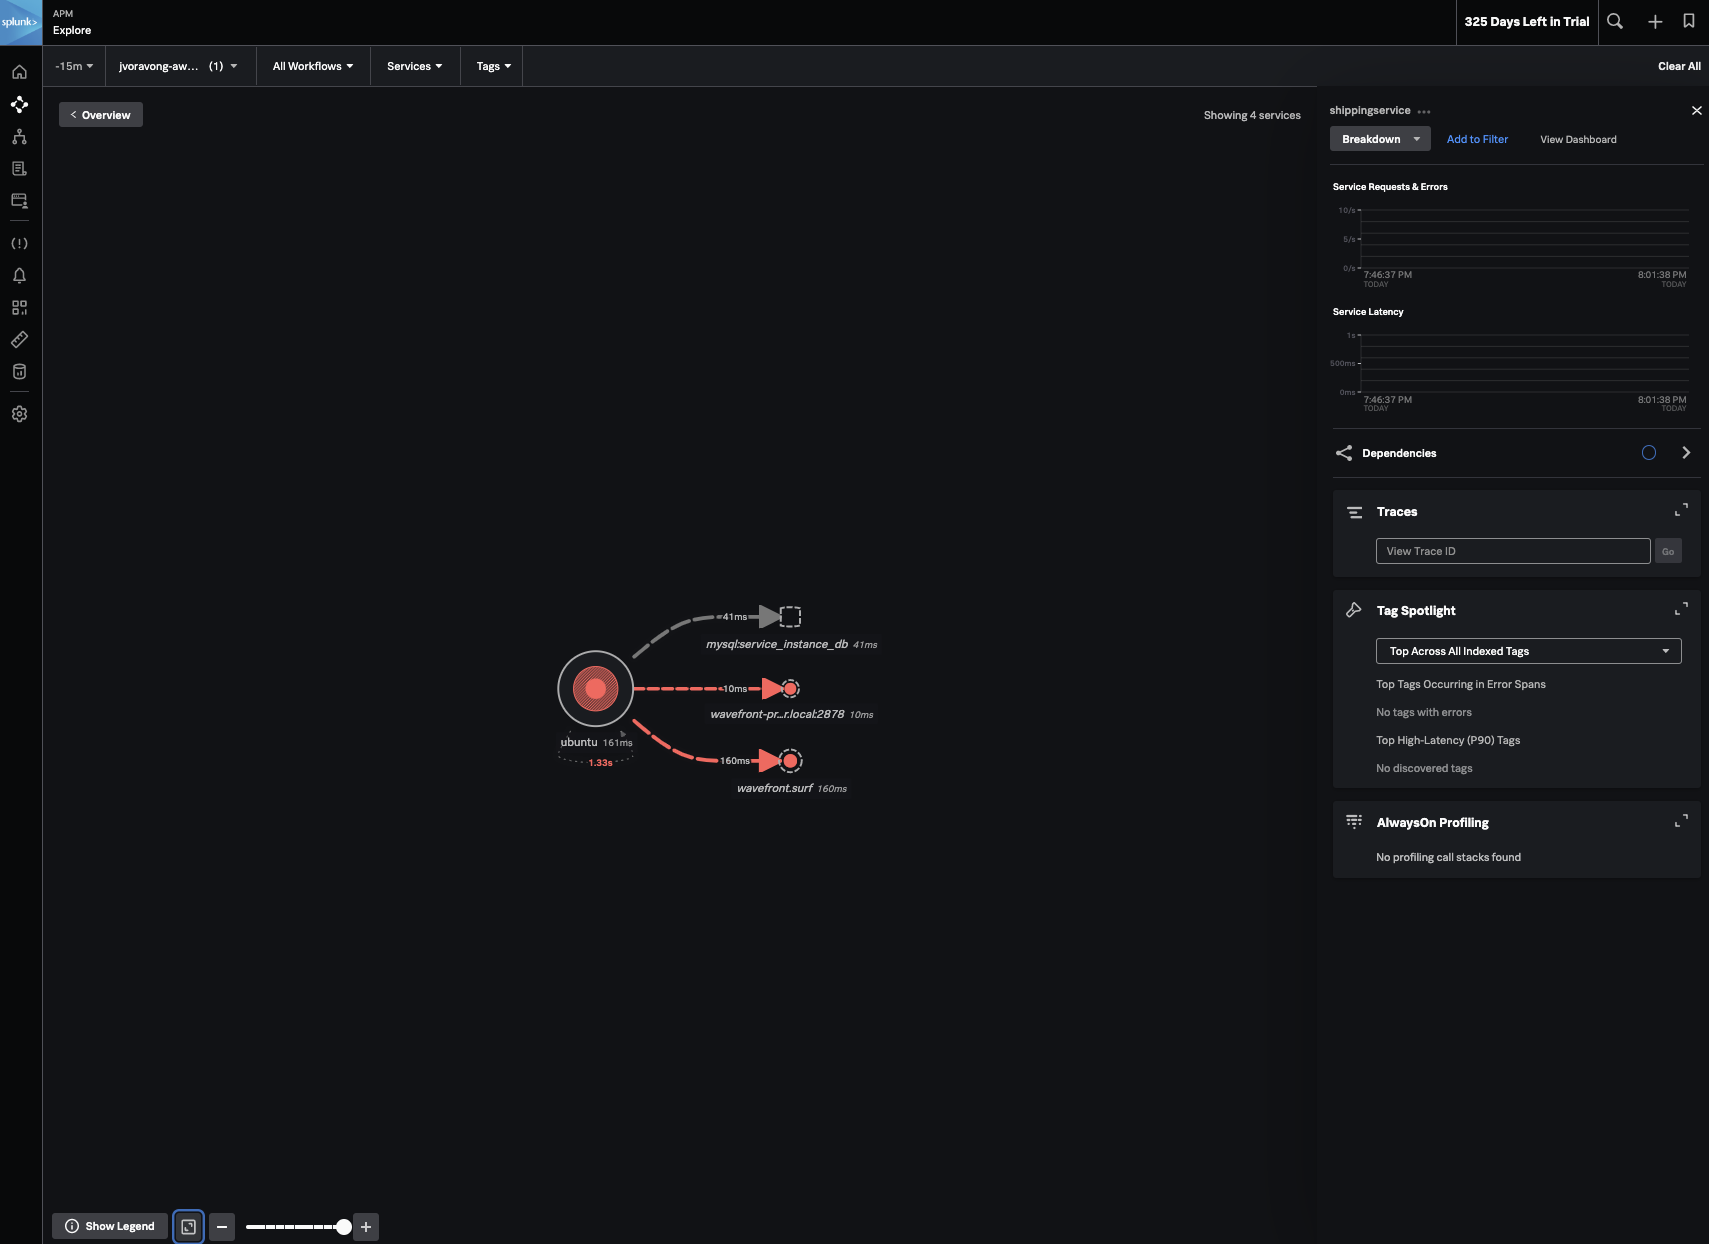 splunk>
APM
Explore
325 Days Left in Trial
-15m
jvoravong-aw... (1)
All Workflows
Services
Tags
Clear All
< Overview
Showing 4 services
41ms
mysql:service_instance_db 41ms
10ms
wavefront-pr...r.local:2878 10ms
ubuntu 161ms
1.33s
160ms
wavefront.surf 160ms
Show Legend
shippingservice ...
Breakdown
Add to Filter
View Dashboard
Service Requests & Errors
10/s
5/s
0/s
7:46:37 PM
TODAY
8:01:38 PM
TODAY
Service Latency
1s
500ms
0ms
7:46:37 PM
TODAY
8:01:38 PM
TODAY
Dependencies
Traces
View Trace ID
Go
Tag Spotlight
Top Across All Indexed Tags
Top Tags Occurring in Error Spans
No tags with errors
Top High-Latency (P90) Tags
No discovered tags
AlwaysOn Profiling
No profiling call stacks found